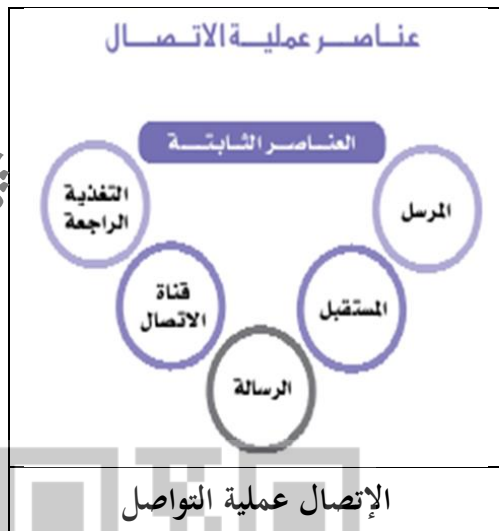 عناصر عملية الاتصال
العناصر الثابتة
المرسل
المستقبل
الرسالة
قناة
الاتصال
التغذية
الراجعة
الإتصال عملية التواصل